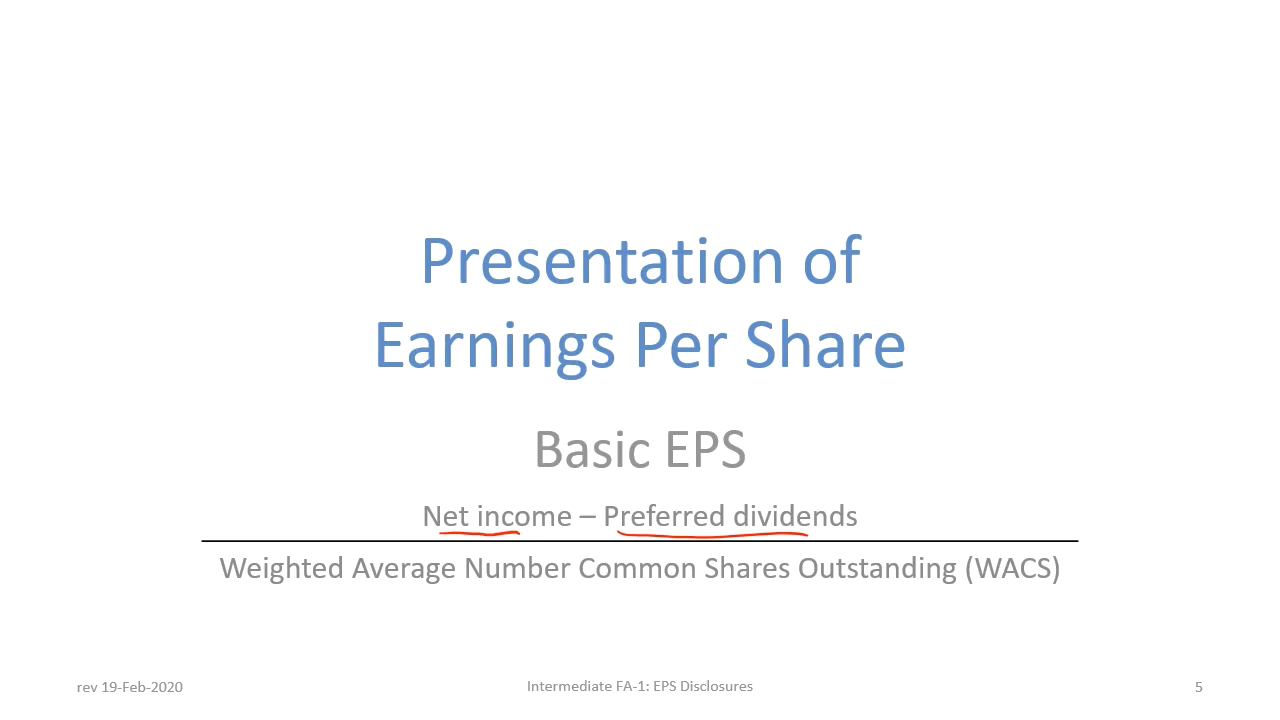 Presentation of
Earnings Per Share
Basic EPS
Net income – Preferred dividends
Weighted Average Number Common Shares Outstanding (WACS)
rev 19-Feb-2020
Intermediate FA-1: EPS Disclosures
5